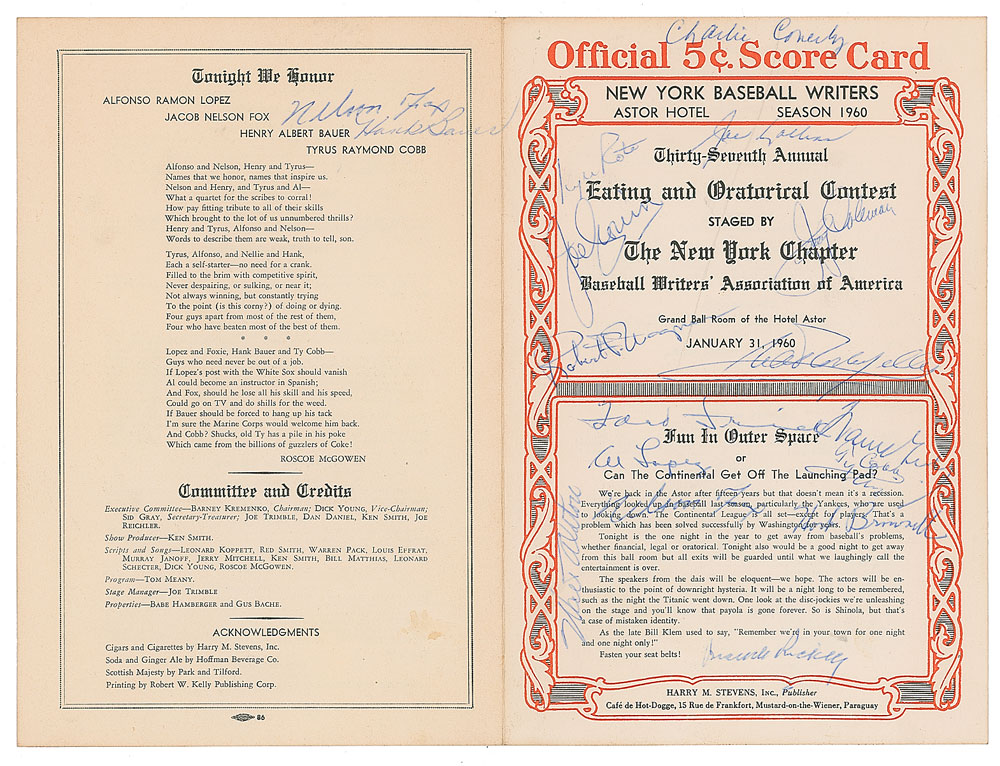 Tonight We Honor
ALFONSO RAMON LOPEZ
JACOB NELSON FOX
Nelson Fox
HENRY ALBERT BAUER
Hank Bauer
TYRUS RAYMOND COBB
Alfonso and Nelson, Henry and Tyrus—
Names that we honor, names that inspire us.
Nelson and Henry, and Tyrus and Al—
What a quartet for the scribes to corral!
How pay fitting tribute to all of their skills
Which brought to the lot of us unnumbered thrills?
Henry and Tyrus, Alfonso and Nelson—
Words to describe them are weak, truth to tell, son.
Tyrus, Alfonso, and Nellie and Hank,
Each a self-starter—no need for a crank.
Filled to the brim with competitive spirit,
Never despairing, or sulking, or near it;
Not always winning, but constantly trying
To the point (is this corny?) of doing or dying.
Four guys apart from most of the rest of them,
Four who have beaten most of the best of them.
* * *
Lopez and Foxie, Hank Bauer and Ty Cobb—
Guys who need never be out of a job.
If Lopez's post with the White Sox should vanish
Al could become an instructor in Spanish;
And Fox, should he lose all his skill and his speed,
Could go on TV and do shills for the weed.
If Bauer should be forced to hang up his tack
I'm sure the Marine Corps would welcome him back.
And Cobb? Shucks, old Ty has a pile in his poke
Which came from the billions of guzzlers of Coke!
ROSCOE McGOWEN
Committee and Credits
Executive Committee—BARNEY KREMENKO, Chairman; DICK YOUNG, Vice-Chairman;
SID GRAY, Secretary-Treasurer; JOE TRIMBLE, DAN DANIEL, KEN SMITH, JOE
REICHLER.
Show Producer—KEN SMITH.
Scripts and Songs—LEONARD KOPPETT, RED SMITH, WARREN PACK, LOUIS EFFRAT,
MURRAY JANOFF, JERRY MITCHELL, KEN SMITH, BILL MATTHIAS, LEONARD
SCHECTER, DICK YOUNG, ROSCOE McGOWEN.
Program—TOM MEANY.
Stage Manager—JOE TRIMBLE
Properties—BABE HAMBERGER and GUS BACHE.
ACKNOWLEDGMENTS
Cigars and Cigarettes by Harry M. Stevens, Inc.
Soda and Ginger Ale by Hoffman Beverage Co.
Scottish Majesty by Park and Tilford.
Printing by Robert W. Kelly Publishing Corp.
86
Charlie Conerly
Official 5¢ Score Card
NEW YORK BASEBALL WRITERS
ASTOR HOTEL SEASON 1960
Thirty-Seventh Annual
Kyle Rote
Eating and Oratorical Contest
STAGED BY
Joe Cronin
The New York Chapter
Baseball Writers' Association of America
Grand Ball Room of the Hotel Astor
JANUARY 31, 1960
Robert F. Wagner
Ford Frick
Fun In Outer Space
or
Al Lopez
Ty Cobb
Can The Continental Get Off The Launching Pad?
We're back in the Astor after fifteen years but that doesn't mean it's a recession.
Everything looked up in baseball last season, particularly the Yankees, who are used
to looking down. The Continental League is all set—except for players. That's a
problem which has been solved successfully by Washington for years.
Tonight is the one night in the year to get away from baseball's problems,
whether financial, legal or oratorical. Tonight also would be a good night to get away
from this ball room but all exits will be guarded until what we laughingly call the
entertainment is over.
The speakers from the dais will be eloquent—we hope. The actors will be en-
thusiastic to the point of downright hysteria. It will be a night long to be remembered,
such as the night the Titanic went down. One look at the disc-jockies we're unleashing
on the stage and you'll know that payola is gone forever. So is Shinola, but that's
a case of mistaken identity.
As the late Bill Klem used to say, "Remember we're in your town for one night
and one night only!"
Fasten your seat belts!
Branch Rickey
HARRY M. STEVENS, Inc., Publisher
Café de Hot-Dogge, 15 Rue de Frankfort, Mustard-on-the-Wiener, Paraguay